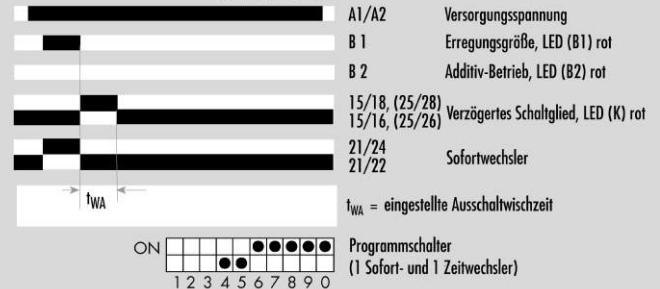 A1/A2 Versorgungsspannung
B 1 Erregungsgröße, LED (B1) rot
B 2 Additiv-Betrieb, LED (B2) rot
15/18, (25/28)
15/16, (25/26) Verzögertes Schaltglied, LED (K) rot
21/24
21/22 Sofortwechsler
tWA
tWA = eingestellte Ausschaltwischzeit
ON Programmschalter
(1 Sofort- und 1 Zeitwechsler)
1 2 3 4 5 6 7 8 9 0